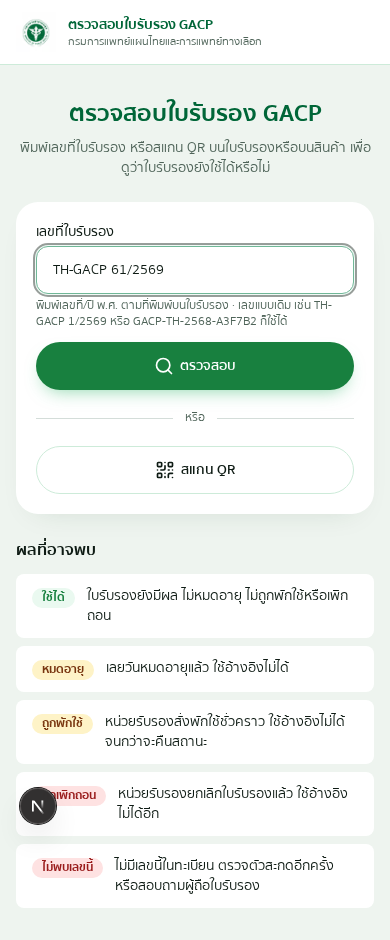 ตรวจสอบใบรับรอง GACP
กรมการแพทย์แผนไทยและการแพทย์ทางเลือก
ตรวจสอบใบรับรอง GACP
พิมพ์เลขที่ใบรับรอง หรือสแกน QR บนใบรับรองหรือบนสินค้า เพื่อ
ดูว่าใบรับรองยังใช้ได้หรือไม่
เลขที่ใบรับรอง
TH-GACP 61/2569
พิมพ์เลขที่/ปี พ.ศ. ตามที่พิมพ์บนใบรับรอง · เลขแบบเดิม เช่น TH-
GACP 1/2569 หรือ GACP-TH-2568-A3F7B2 ก็ใช้ได้
ตรวจสอบ
หรือ
สแกน QR
ผลที่อาจพบ
ใช้ได้ ใบรับรองยังมีผล ไม่หมดอายุ ไม่ถูกพักใช้หรือเพิก
ถอน
หมดอายุ เลยวันหมดอายุแล้ว ใช้อ้างอิงไม่ได้
ถูกพักใช้ หน่วยรับรองสั่งพักใช้ชั่วคราว ใช้อ้างอิงไม่ได้
จนกว่าจะคืนสถานะ
เพิกถอน หน่วยรับรองยกเลิกใบรับรองแล้ว ใช้อ้างอิง
ไม่ได้อีก
N
ไม่พบเลขนี้ ไม่มีเลขนี้ในทะเบียน ตรวจตัวสะกดอีกครั้ง
หรือสอบถามผู้ถือใบรับรอง